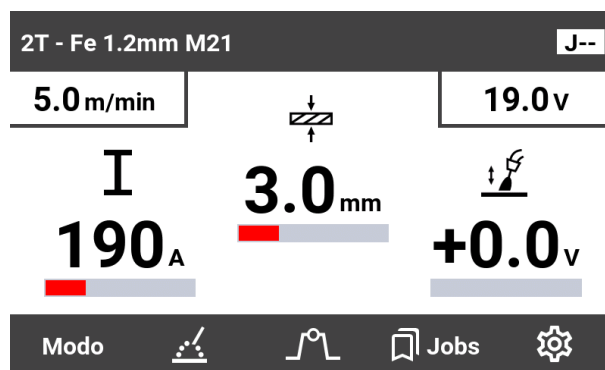 2T - Fe 1.2mm M21
J--
5.0 m/min
19.0 V
3.0 mm
I
190 A
+0.0 V
Modo
Jobs